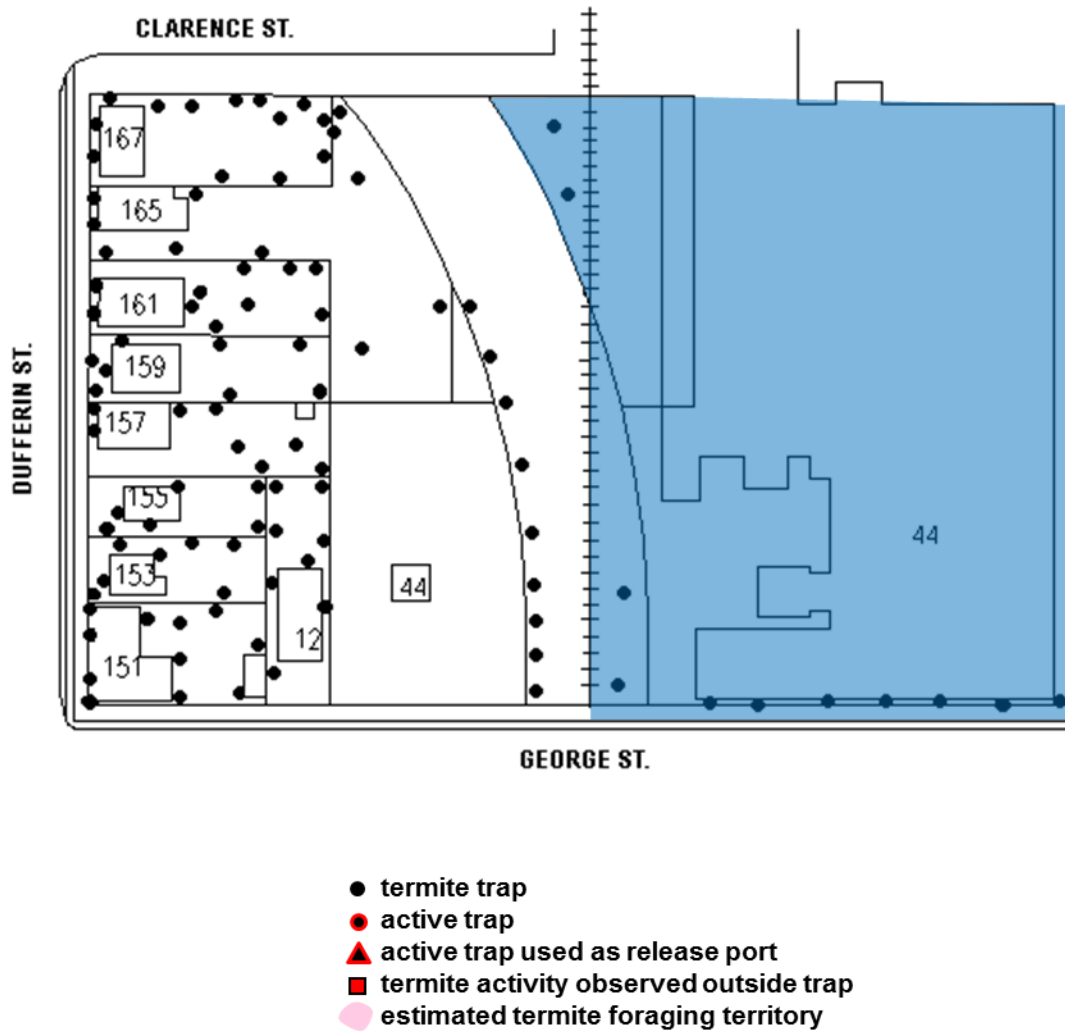 CLARENCE ST.
167
165
161
159
157
155
153
151
12
44
44
DUFFERIN ST.
GEORGE ST.
termite trap
active trap
active trap used as release port
termite activity observed outside trap
estimated termite foraging territory